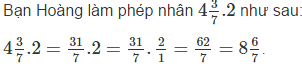 Bạn Hoàng làm phép nhân 4 3/7 . 2 như sau:
4 3/7 . 2 = 31/7 . 2 = 31/7 . 2/1 = 62/7 = 8 6/7.